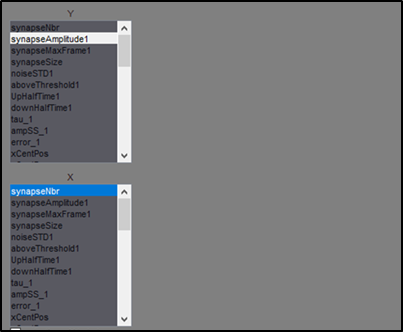 Y
synapseNbr
synapseAmplitude1
synapseMaxFrame1
synapseSize
noiseSTD1
aboveThreshold1
UpHalfTime1
downHalfTime1
tau_1
ampSS_1
error_1
xCentPos
X
synapseNbr
synapseAmplitude1
synapseMaxFrame1
synapseSize
noiseSTD1
aboveThreshold1
UpHalfTime1
downHalfTime1
tau_1
ampSS_1
error_1
xCentPos